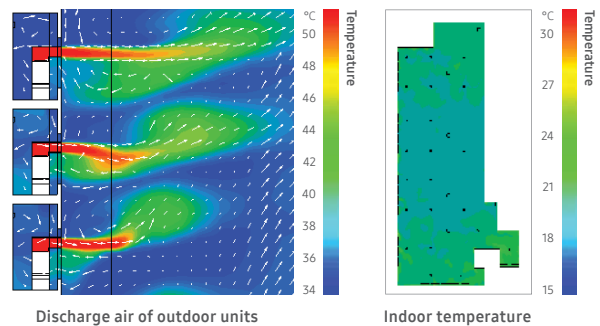 °C
50
48
46
44
42
40
38
36
34
Temperature
Discharge air of outdoor units
°C
30
27
24
21
18
15
Temperature
Indoor temperature